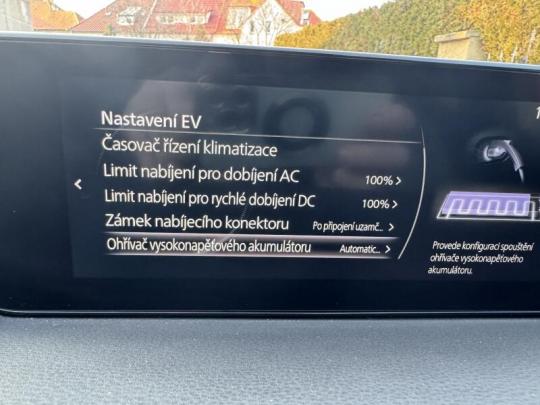 Nastavení EV
Časovač řízení klimatizace
Limit nabíjení pro dobíjení AC 100%
Limit nabíjení pro rychlé dobíjení DC 100%
Zámek nabíjecího konektoru Po připojení uzamč...
Ohřívač vysokonapěťového akumulátoru Automatic...
Provede konfiguraci spouštění
ohřívače vysokonapěťového
akumulátoru.